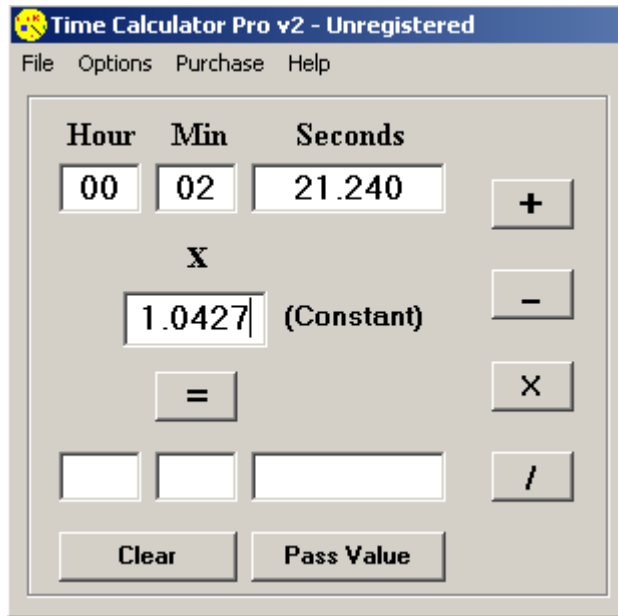 Time Calculator Pro v2 - Unregistered
File Options Purchase Help
Hour Min Seconds
00 02 21.240
+
X
-
1.0427 (Constant)
X
=
/
Clear Pass Value